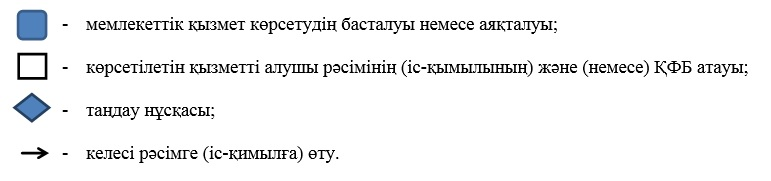 - мемлекеттік қызмет көрсетудің басталуы немесе аяқталуы;
- көрсетілетін қызметті алушы рәсімінің (іс-қымылының) және (немесе) ҚФБ атауы;
- таңдау нұсқасы;
- келесі рәсімге (іс-қимылға) өту.